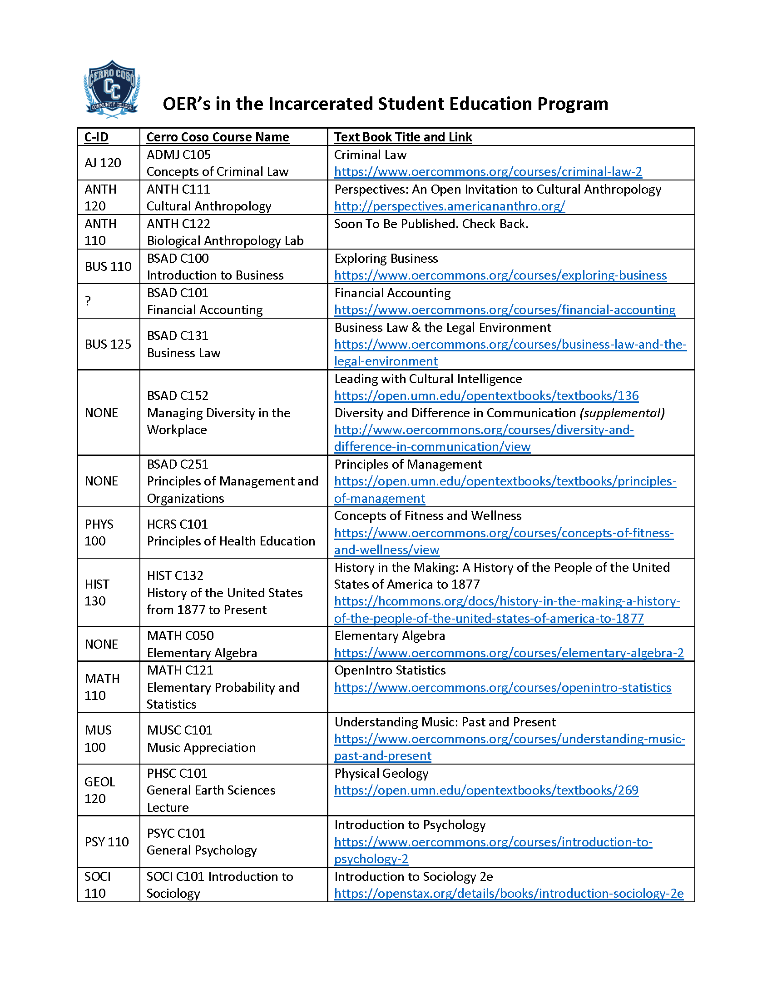 CERRO COSO
CC
COMMUNITY COLLEGE
OER's in the Incarcerated Student Education Program
C-ID
Cerro Coso Course Name
Text Book Title and Link
AJ 120
ADMJ C105
Concepts of Criminal Law
Criminal Law
https://www.oercommons.org/courses/criminal-law-2
ANTH
120
ANTH C111
Cultural Anthropology
Perspectives: An Open Invitation to Cultural Anthropology
http://perspectives.americananthro.org/
ANTH
110
ANTH C122
Biological Anthropology Lab
Soon To Be Published. Check Back.
BUS 110
BSAD C100
Introduction to Business
Exploring Business
https://www.oercommons.org/courses/exploring-business
?
BSAD C101
Financial Accounting
Financial Accounting
https://www.oercommons.org/courses/financial-accounting
BUS 125
BSAD C131
Business Law
Business Law & the Legal Environment
https://www.oercommons.org/courses/business-law-and-the-
legal-environment
NONE
BSAD C152
Managing Diversity in the
Workplace
Leading with Cultural Intelligence
https://open.umn.edu/opentextbooks/textbooks/136
Diversity and Difference in Communication (supplemental)
http://www.oercommons.org/courses/diversity-and-
difference-in-communication/view
NONE
BSAD C251
Principles of Management and
Organizations
Principles of Management
https://open.umn.edu/opentextbooks/textbooks/principles-
of-management
PHYS
100
HCRS C101
Principles of Health Education
Concepts of Fitness and Wellness
https://www.oercommons.org/courses/concepts-of-fitness-
and-wellness/view
HIST
130
HIST C132
History of the United States
from 1877 to Present
History in the Making: A History of the People of the United
States of America to 1877
https://hcommons.org/docs/history-in-the-making-a-history-
of-the-people-of-the-united-states-of-america-to-1877
NONE
MATH C050
Elementary Algebra
Elementary Algebra
https://www.oercommons.org/courses/elementary-algebra-2
MATH
110
MATH C121
Elementary Probability and
Statistics
OpenIntro Statistics
https://www.oercommons.org/courses/openintro-statistics
MUS
100
MUSC C101
Music Appreciation
Understanding Music: Past and Present
https://www.oercommons.org/courses/understanding-music-
past-and-present
GEOL
120
PHSC C101
General Earth Sciences
Lecture
Physical Geology
https://open.umn.edu/opentextbooks/textbooks/269
PSY 110
PSYC C101
General Psychology
Introduction to Psychology
https://www.oercommons.org/courses/introduction-to-
psychology-2
SOCI
110
SOCI C101 Introduction to
Sociology
Introduction to Sociology 2e
https://openstax.org/details/books/introduction-sociology-2e